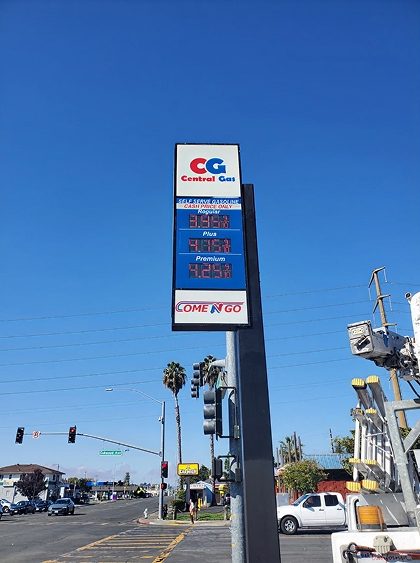 CG
Central Gas
SELF SERVE GASOLINE
CASH PRICE ONLY
Regular
Plus
Premium
COME N GO